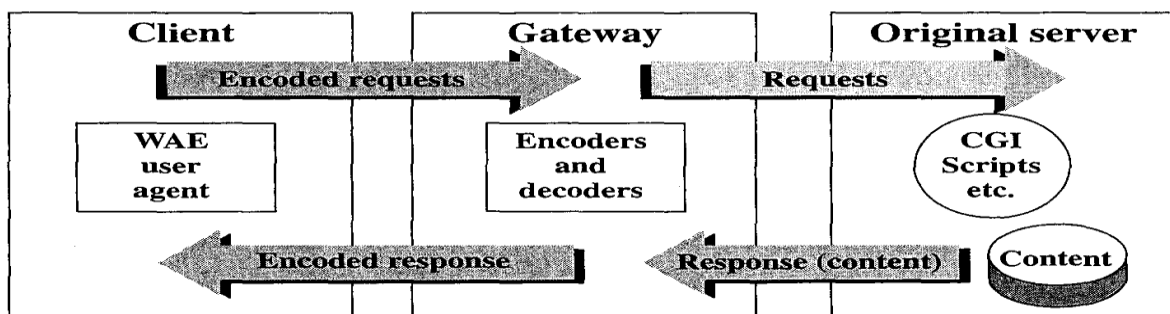 Client
Gateway
Original server
Encoded requests
Requests
WAE
user
agent
Encoders
and
decoders
CGI
Scripts
etc.
Encoded response
Response (content)
Content